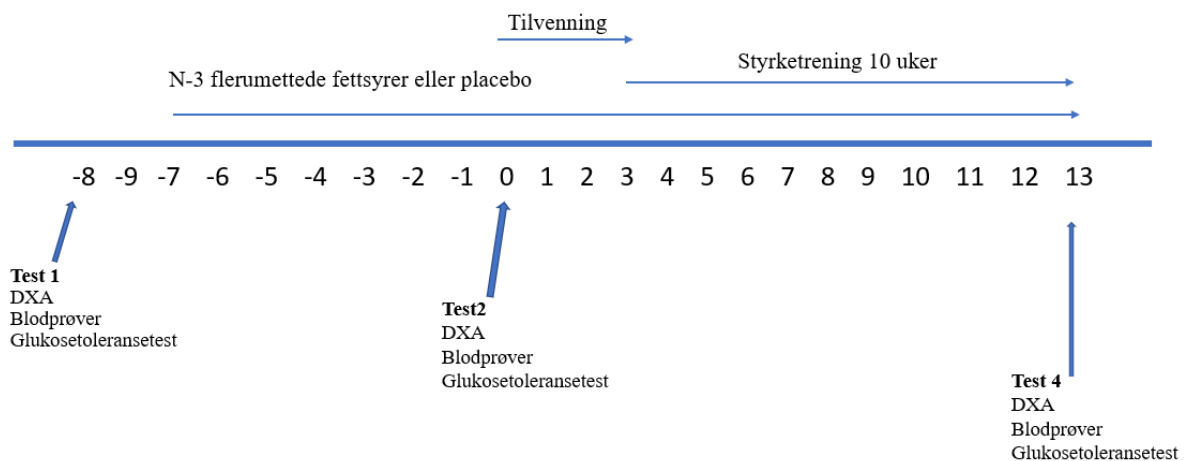 Tilvenning
Styrketrening 10 uker
N-3 flerumettede fettsyrer eller placebo
-8 -9 -7 -6 -5 -4 -3 -2 -1 0 1 2 3 4 5 6 7 8 9 10 11 12 13
Test 1
DXA
Blodprøver
Glukosetoleransetest
Test2
DXA
Blodprøver
Glukosetoleransetest
Test 4
DXA
Blodprøver
Glukosetoleransetest